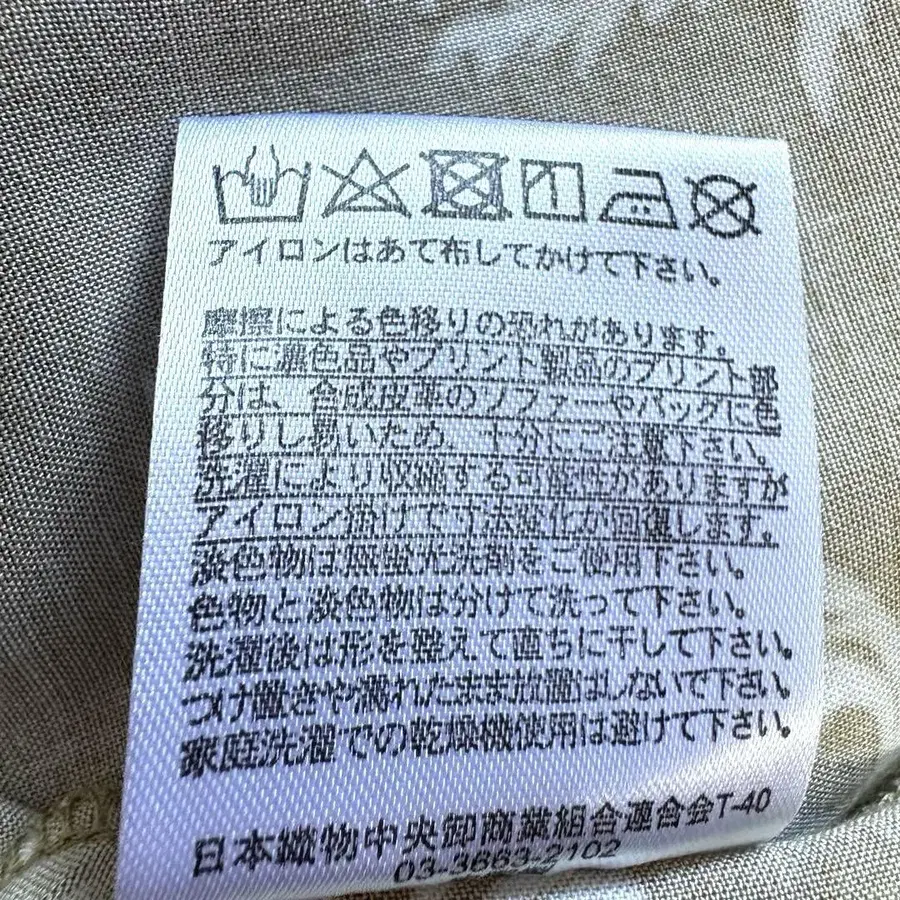 アイロンはあて布してかけて下さい。
摩擦による色移りの恐れがあります。
特に濃色品やプリント製品のプリント部
分は、合成皮革のソファーやバックに色
移りし易いため、十分にご注意下さい。
洗濯により収縮する可能性がありますが
アイロン掛けで寸法変化が回復します。
淡色物は無蛍光洗剤をご使用下さい。
色物と淡色物は分けて洗って下さい。
洗濯後は形を整えて直ちに干して下さい。
つけ置きや濡れたまま放置はしないで下さい。
家庭洗濯での乾燥機使用は避けて下さい。
日本織物中央卸商業組合連合会T-40
03-3663-2102